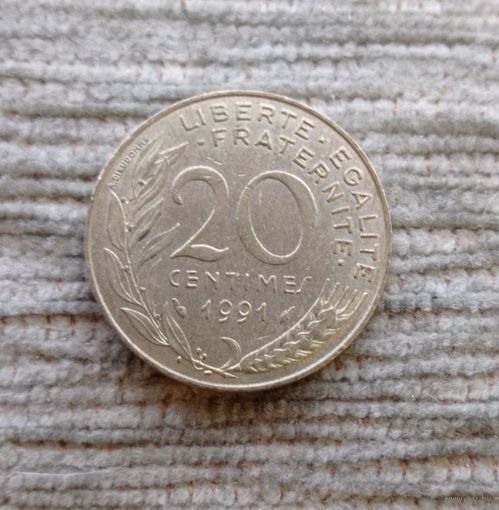 LIBERTE · EGALITE
· FRATERNITE ·
20
CENTIMES
1991